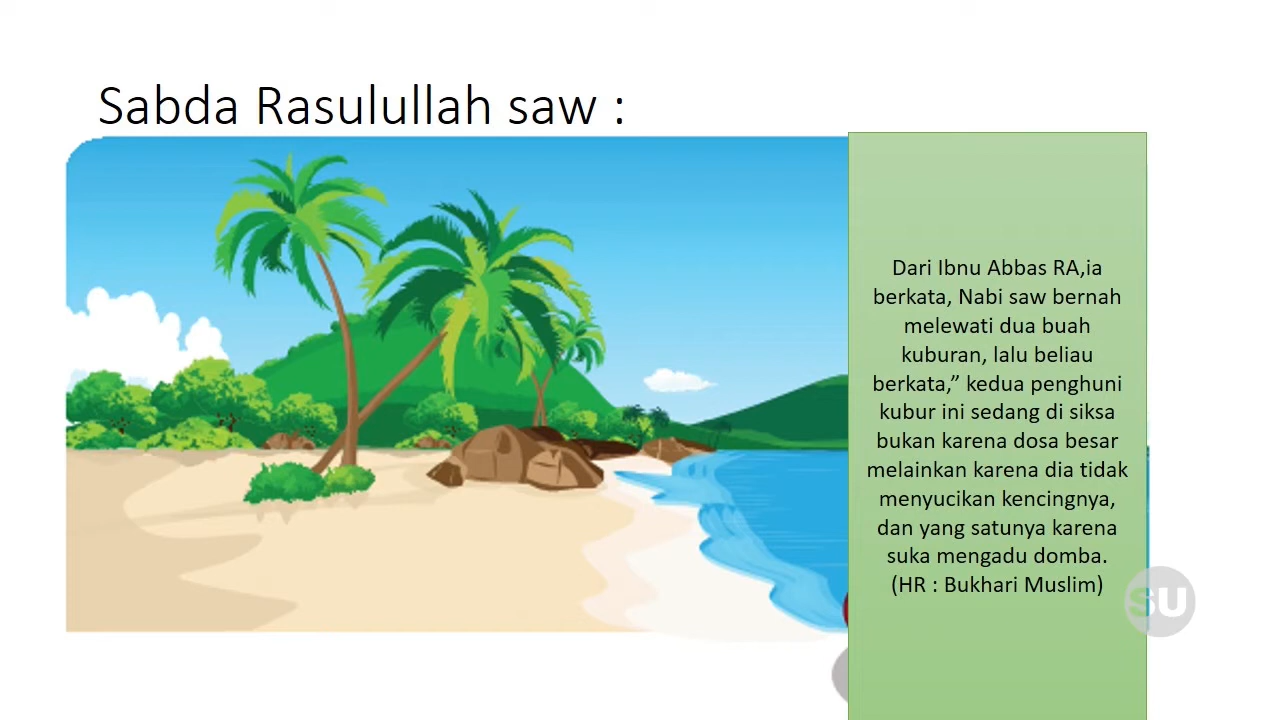 Sabda Rasulullah saw :
Dari Ibnu Abbas RA,ia
berkata, Nabi saw bernah
melewati dua buah
kuburan, lalu beliau
berkata,” kedua penghuni
kubur ini sedang di siksa
bukan karena dosa besar
melainkan karena dia tidak
menyucikan kencingnya,
dan yang satunya karena
suka mengadu domba.
(HR : Bukhari Muslim)
SU